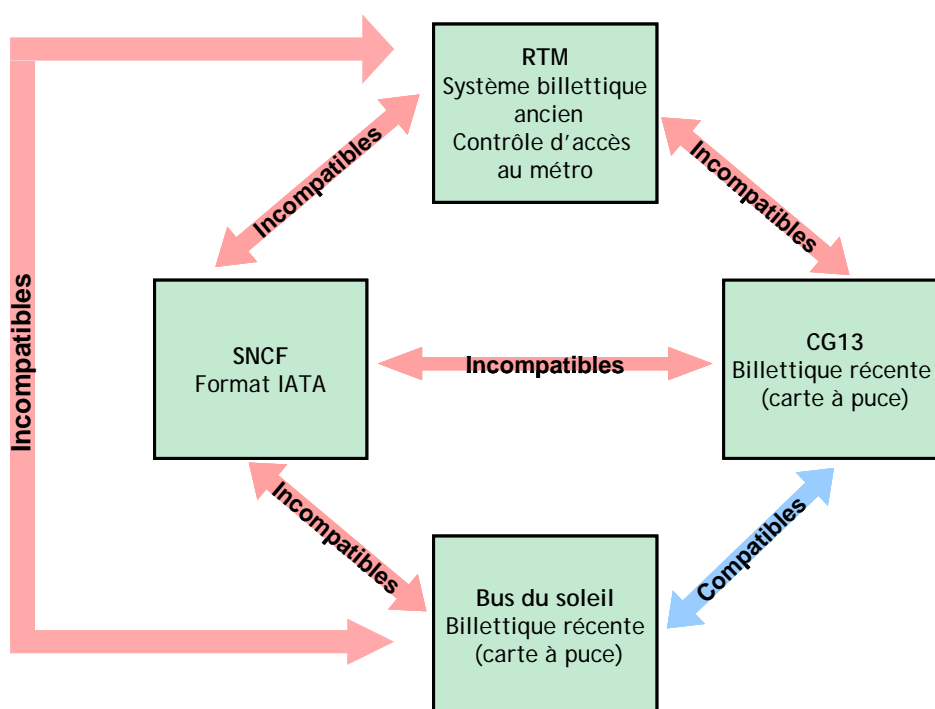 RTM
Système billettique
ancien
Contrôle d'accès
au métro
Incompatibles
Incompatibles
Incompatibles
SNCF
Format IATA
Incompatibles
CG13
Billettique récente
(carte à puce)
Incompatibles
Compatibles
Bus du soleil
Billettique récente
(carte à puce)